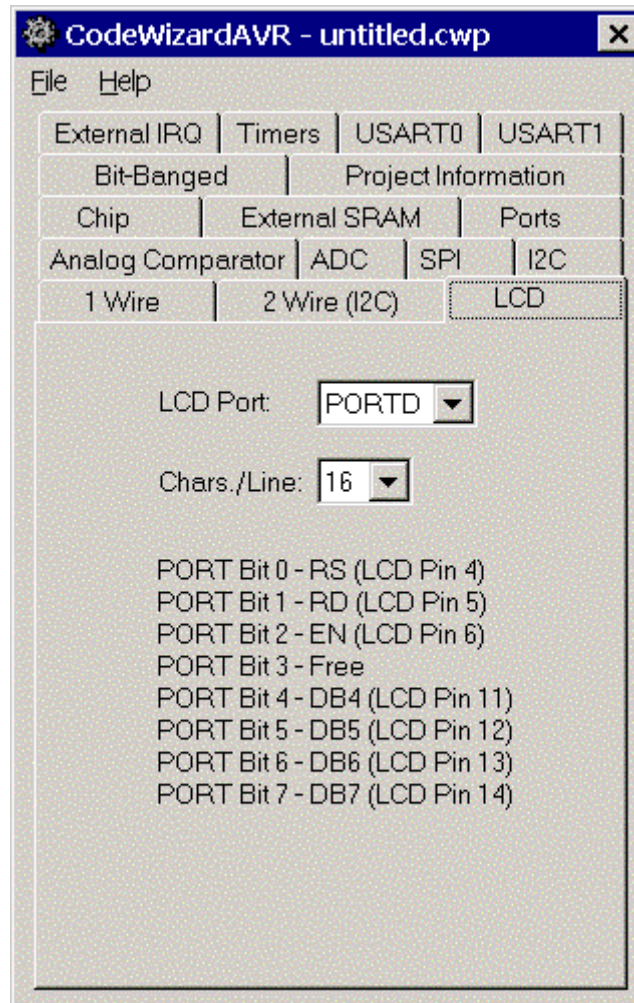 CodeWizardAVR - untitled.cwp
File Help
External IRQ Timers USART0 USART1
Bit-Banged Project Information
Chip External SRAM Ports
Analog Comparator ADC SPI I2C
1 Wire 2 Wire (I2C) LCD
LCD Port: PORTD
Chars./Line: 16
PORT Bit 0 - RS (LCD Pin 4)
PORT Bit 1 - RD (LCD Pin 5)
PORT Bit 2 - EN (LCD Pin 6)
PORT Bit 3 - Free
PORT Bit 4 - DB4 (LCD Pin 11)
PORT Bit 5 - DB5 (LCD Pin 12)
PORT Bit 6 - DB6 (LCD Pin 13)
PORT Bit 7 - DB7 (LCD Pin 14)